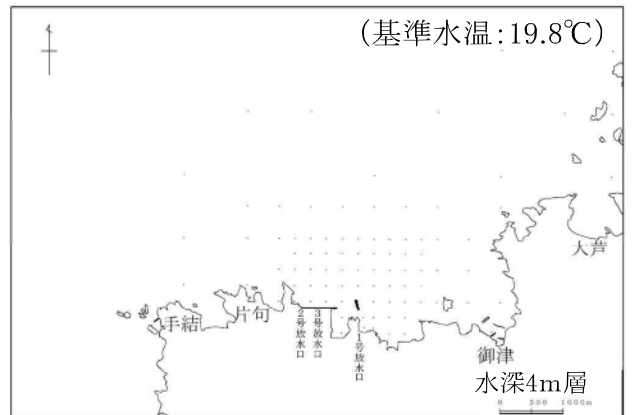 (基準水温:19.8℃)
大芦
片句
手結
2号放水口
3号放水口
1号放水口
御津
水深4m層
0 500 1000m